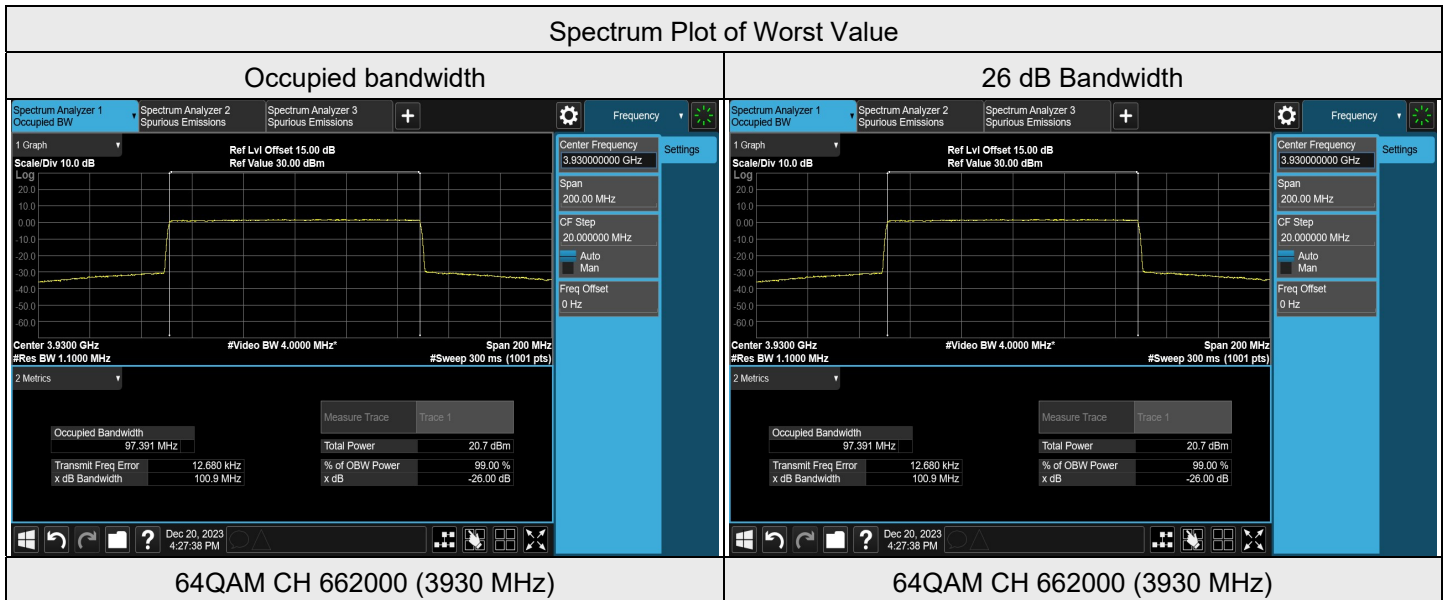 Spectrum Plot of Worst Value
Occupied bandwidth
26 dB Bandwidth
Spectrum Analyzer 1
Occupied BW
Spectrum Analyzer 2
Spurious Emissions
Spectrum Analyzer 3
Spurious Emissions
+
Frequency
1 Graph
Scale/Div 10.0 dB
Ref Lvl Offset 15.00 dB
Ref Value 30.00 dBm
Log
20.0
10.0
0.00
-10.0
-20.0
-30.0
-40.0
-50.0
-60.0
Center 3.9300 GHz
#Res BW 1.1000 MHz
#Video BW 4.0000 MHz*
Span 200 MHz
#Sweep 300 ms (1001 pts)
Center Frequency
3.930000000 GHz
Settings
Span
200.00 MHz
CF Step
20.000000 MHz
Auto
Man
Freq Offset
0 Hz
2 Metrics
Measure Trace Trace 1
Occupied Bandwidth
97.391 MHz
Total Power 20.7 dBm
Transmit Freq Error 12.680 kHz
% of OBW Power 99.00 %
x dB Bandwidth 100.9 MHz
x dB -26.00 dB
?
Dec 20, 2023
4:27:38 PM
Spectrum Analyzer 1
Occupied BW
Spectrum Analyzer 2
Spurious Emissions
Spectrum Analyzer 3
Spurious Emissions
+
Frequency
1 Graph
Scale/Div 10.0 dB
Ref Lvl Offset 15.00 dB
Ref Value 30.00 dBm
Log
20.0
10.0
0.00
-10.0
-20.0
-30.0
-40.0
-50.0
-60.0
Center 3.9300 GHz
#Res BW 1.1000 MHz
#Video BW 4.0000 MHz*
Span 200 MHz
#Sweep 300 ms (1001 pts)
Center Frequency
3.930000000 GHz
Settings
Span
200.00 MHz
CF Step
20.000000 MHz
Auto
Man
Freq Offset
0 Hz
2 Metrics
Measure Trace Trace 1
Occupied Bandwidth
97.391 MHz
Total Power 20.7 dBm
Transmit Freq Error 12.680 kHz
% of OBW Power 99.00 %
x dB Bandwidth 100.9 MHz
x dB -26.00 dB
?
Dec 20, 2023
4:27:38 PM
64QAM CH 662000 (3930 MHz)
64QAM CH 662000 (3930 MHz)